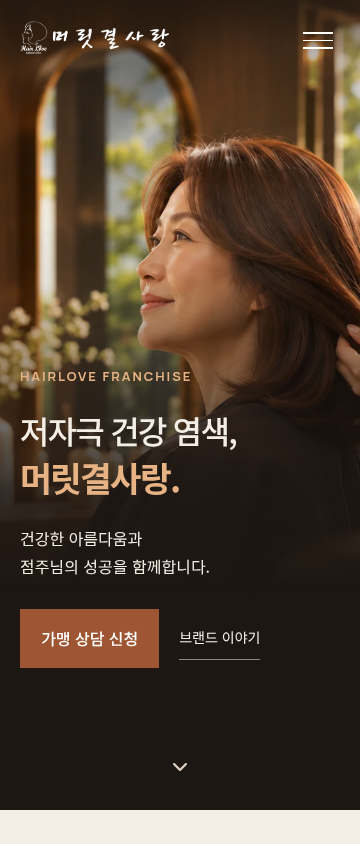 Hair Love
머릿결사랑
HAIRLOVE FRANCHISE
저자극 건강 염색,
머릿결사랑.
건강한 아름다움과
점주님의 성공을 함께합니다.
가맹 상담 신청
브랜드 이야기